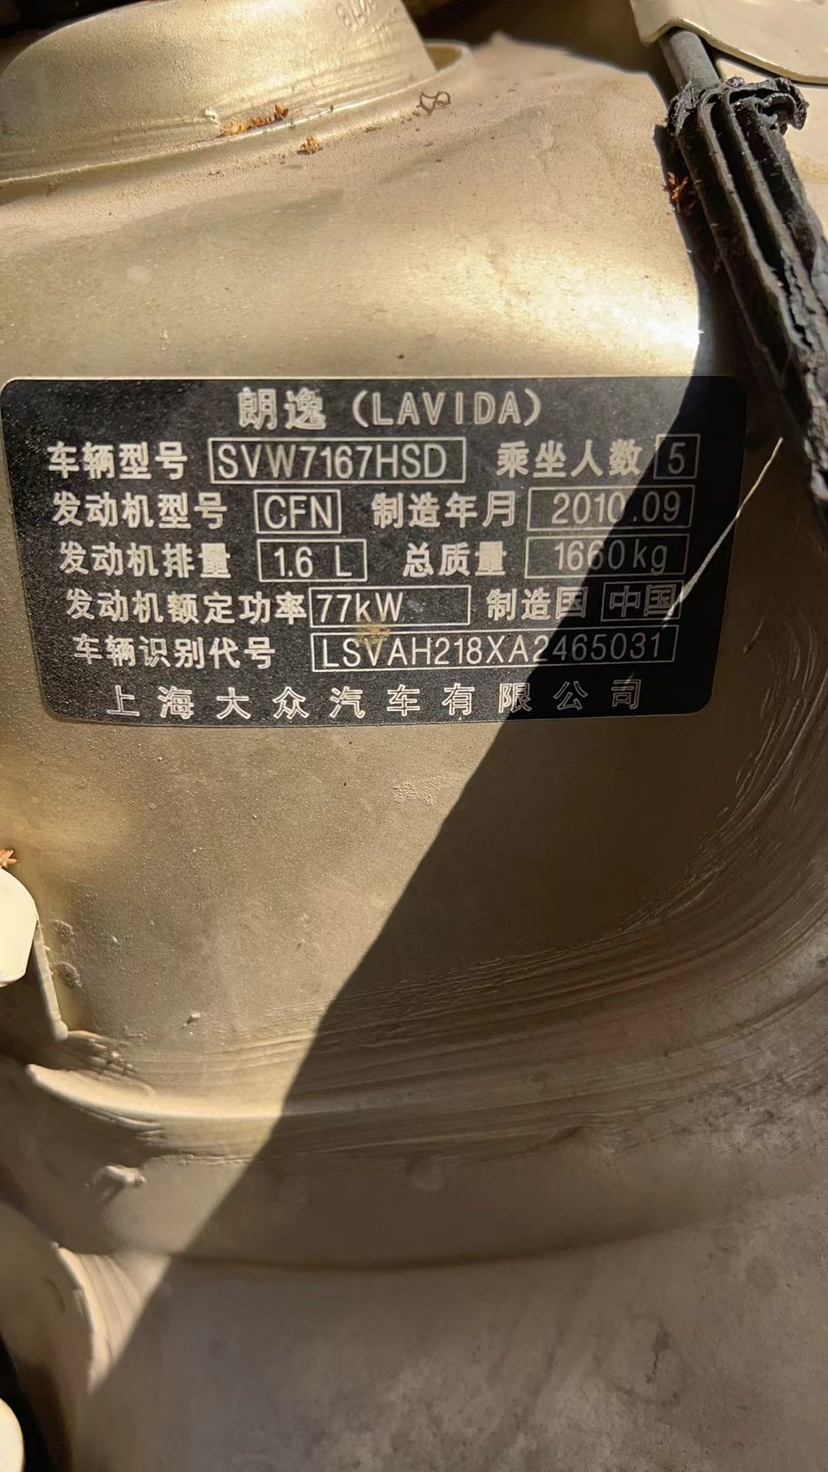 朗逸（LAVIDA）
车辆型号 SVW7167HSD 乘坐人数 5
发动机型号 CFN 制造年月 2010.09
发动机排量 1.6 L 总质量 1660kg
发动机额定功率 77kW 制造国 中国
车辆识别代号 LSVAH218XA2465031
上海大众汽车有限公司